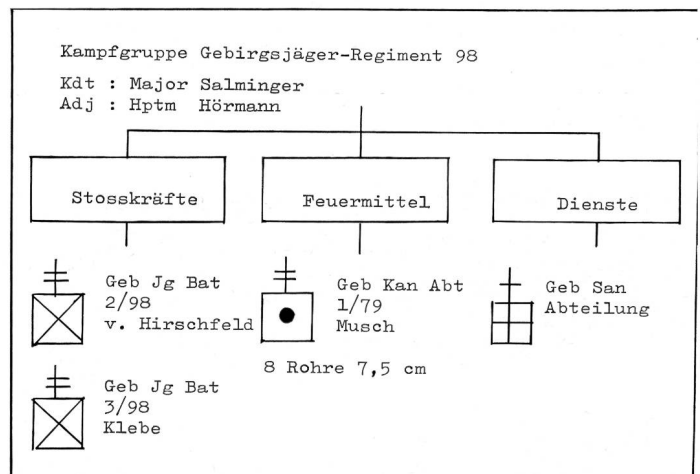 Kampfgruppe Gebirgsjäger-Regiment 98
Kdt : Major Salminger
Adj : Hptm Hörmann
Stosskräfte
Feuermittel
Dienste
Geb Jg Bat
2/98
v. Hirschfeld
Geb Jg Bat
3/98
Klebe
Geb Kan Abt
1/79
Musch
8 Rohre 7,5 cm
Geb San
Abteilung